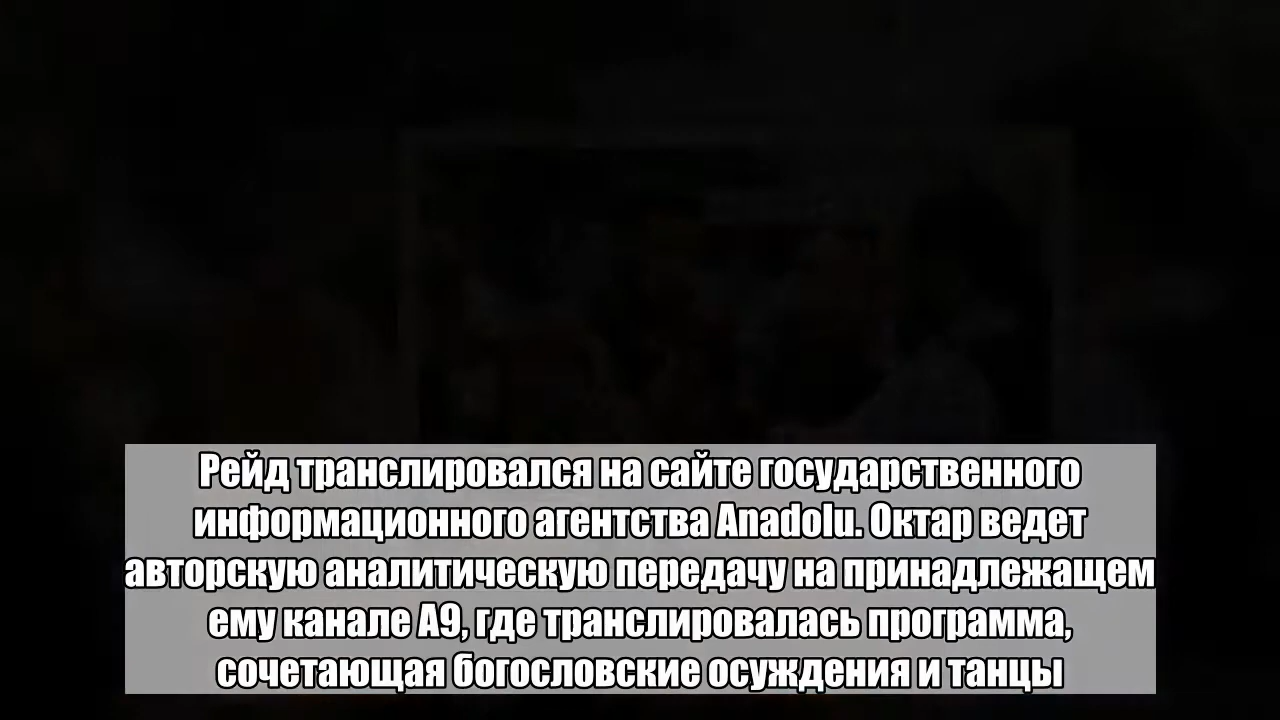 Рейд транслировался на сайте государственного
информационного агентства Anadolu. Октар ведет
авторскую аналитическую передачу на принадлежащем
ему канале A9, где транслировалась программа,
сочетающая богословские осуждения и танцы